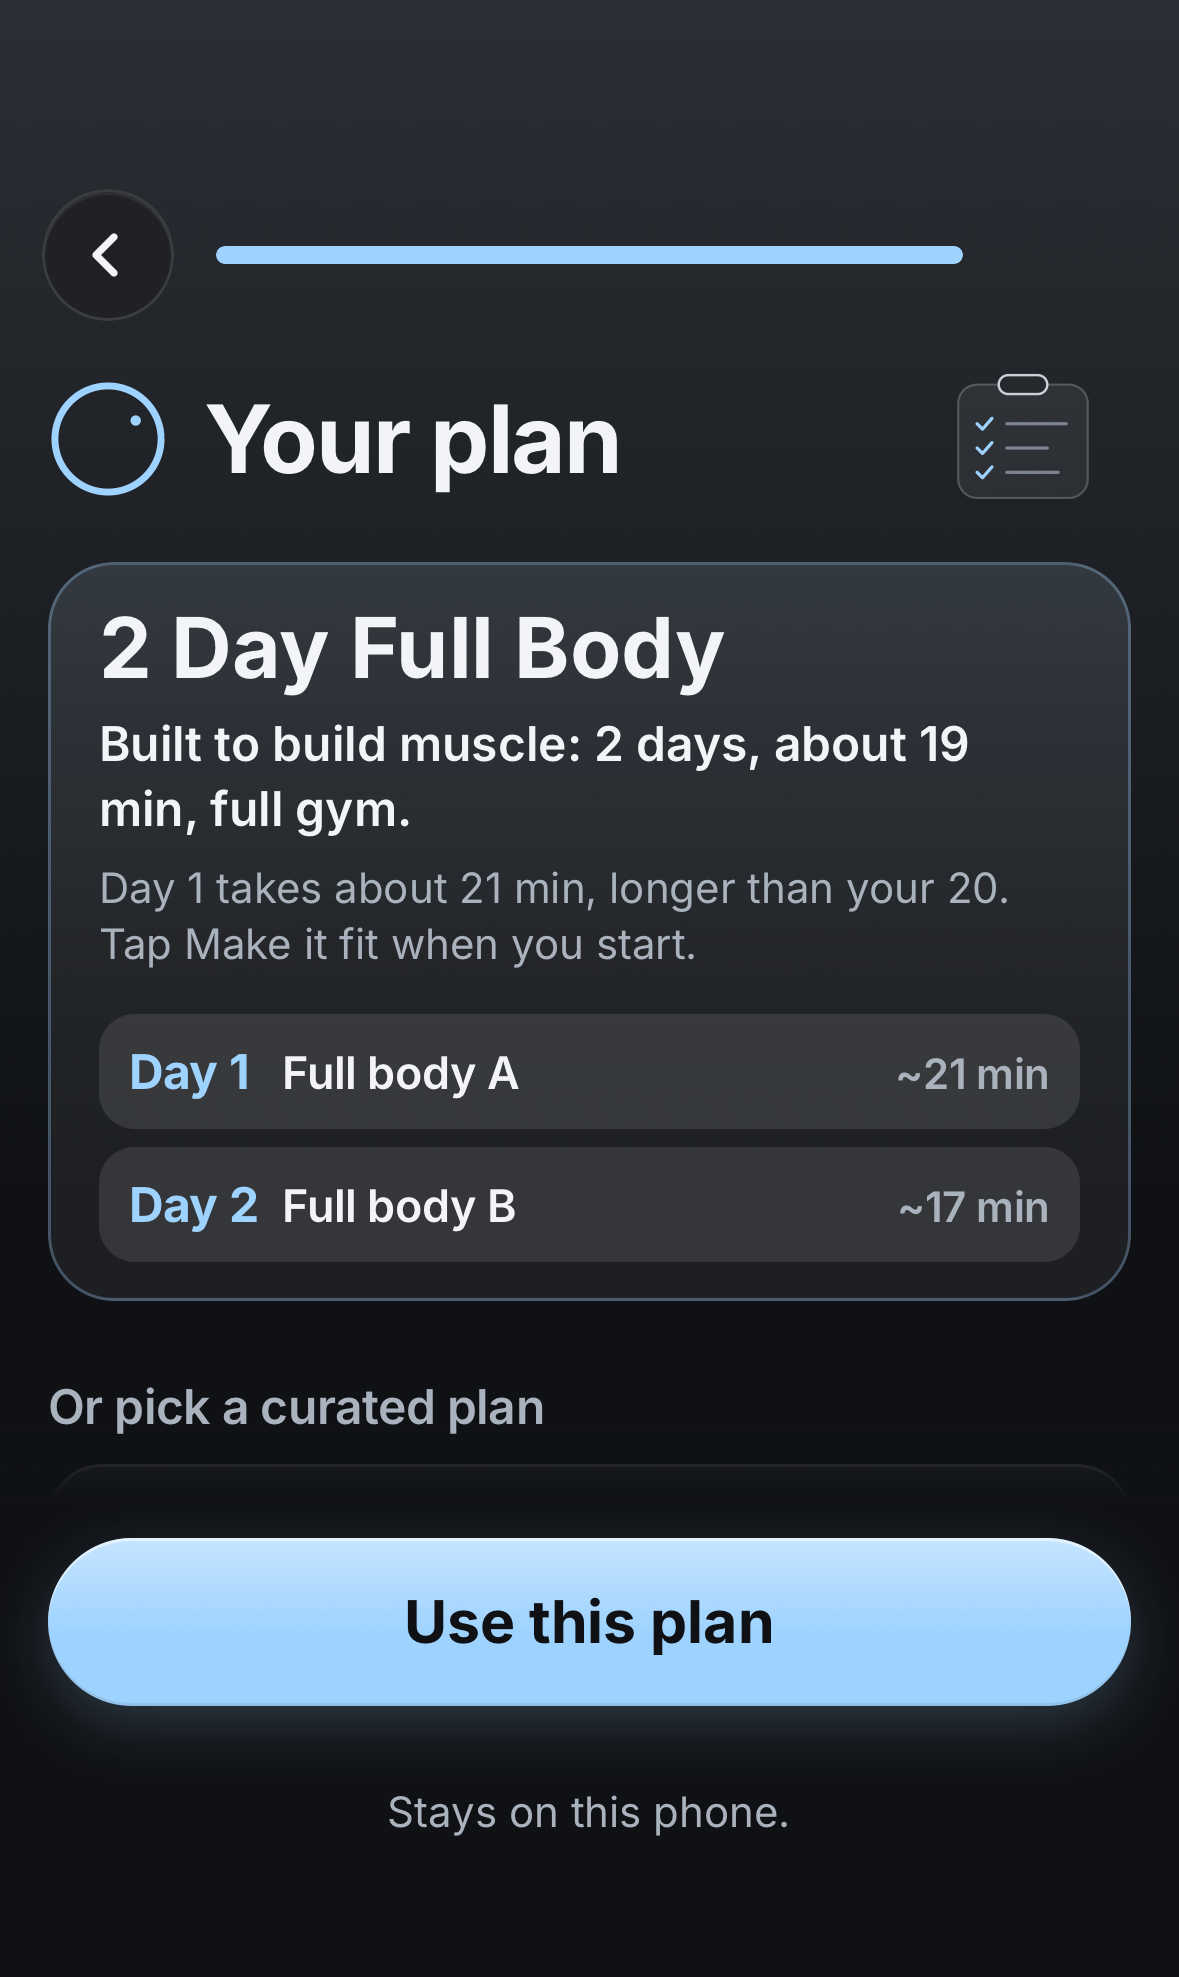 Your plan
2 Day Full Body
Built to build muscle: 2 days, about 19
min, full gym.
Day 1 takes about 21 min, longer than your 20.
Tap Make it fit when you start.
Day 1 Full body A ~21 min
Day 2 Full body B ~17 min
Or pick a curated plan
Use this plan
Stays on this phone.